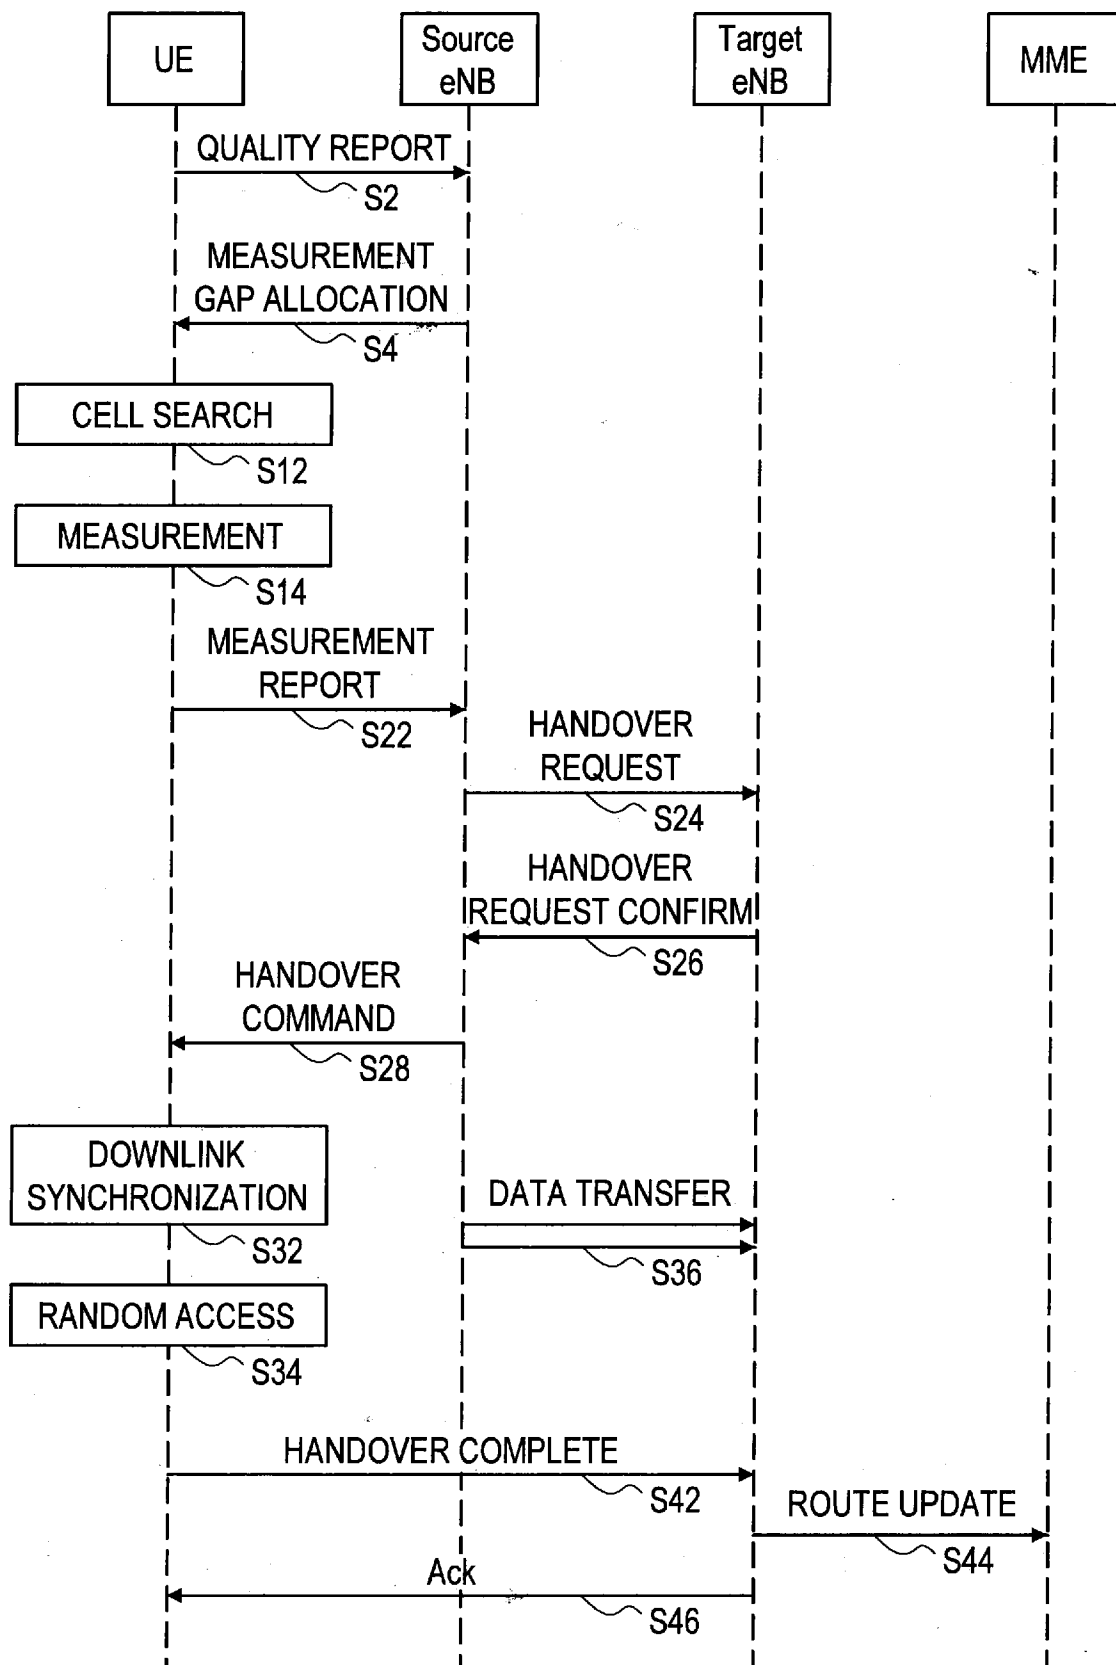 UE
Source
eNB
Target
eNB
MME
QUALITY REPORT
S2
MEASUREMENT
GAP ALLOCATION
S4
CELL SEARCH
S12
MEASUREMENT
S14
MEASUREMENT
REPORT
S22
HANDOVER
REQUEST
S24
HANDOVER
REQUEST CONFIRM
S26
HANDOVER
COMMAND
S28
DOWNLINK
SYNCHRONIZATION
S32
DATA TRANSFER
S36
RANDOM ACCESS
S34
HANDOVER COMPLETE
S42
ROUTE UPDATE
S44
Ack
S46